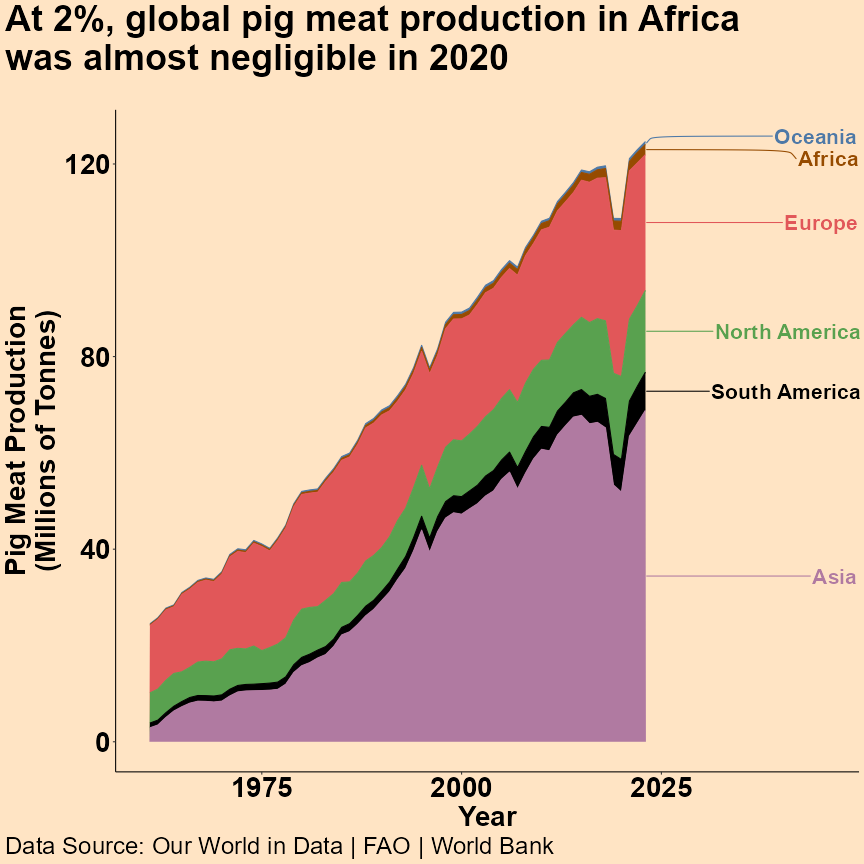 At 2%, global pig meat production in Africa
was almost negligible in 2020
Oceania
120
Africa
Europe
80
North America
South America
40
Asia
0
Pig Meat Production
(Millions of Tonnes)
1975
2000
2025
Year
Data Source: Our World in Data | FAO | World Bank